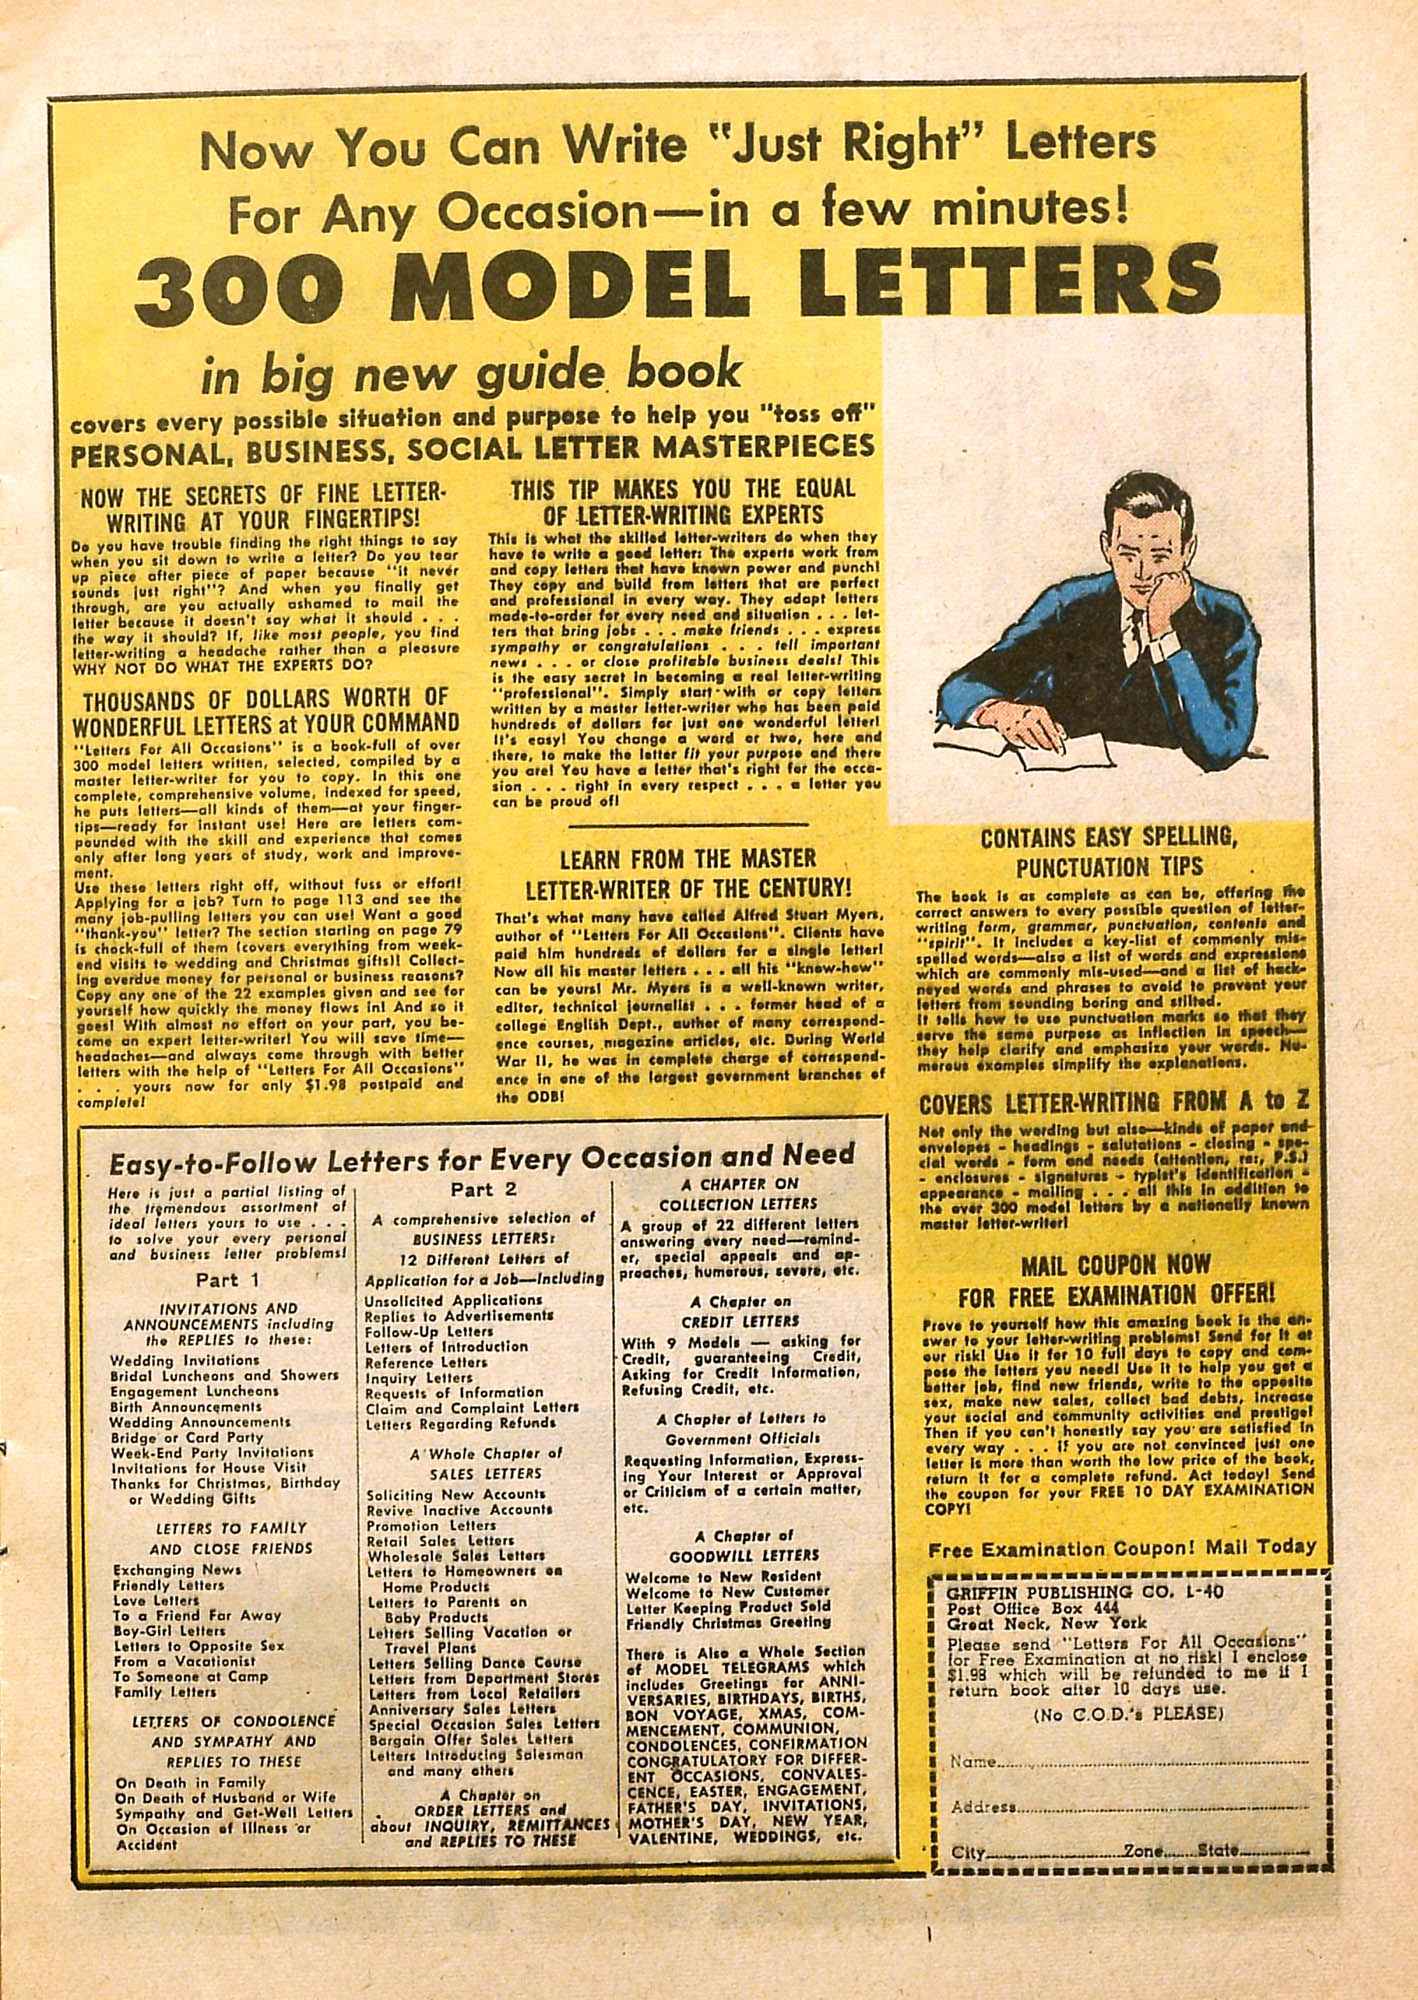 Now You Can Write "Just Right" Letters
For Any Occasion—in a few minutes!
300 MODEL LETTERS
in big new guide book
covers every possible situation and purpose to help you "toss off"
PERSONAL, BUSINESS, SOCIAL LETTER MASTERPIECES
NOW THE SECRETS OF FINE LETTER-
WRITING AT YOUR FINGERTIPS!
Do you have trouble finding the right things to say
when you sit down to write a letter? Do you tear
up piece after piece of paper because "it never
sounds just right"? And when you finally get
through, are you actually ashamed to mail the
letter because it doesn't say what it should . . .
the way it should? If, like most people, you find
letter-writing a headache rather than a pleasure
WHY NOT DO WHAT THE EXPERTS DO?
THOUSANDS OF DOLLARS WORTH OF
WONDERFUL LETTERS at YOUR COMMAND
"Letters For All Occasions" is a book-full of over
300 model letters written, selected, compiled by a
master letter-writer for you to copy. In this one
complete, comprehensive volume, indexed for speed,
he puts letters—all kinds of them—at your finger-
tips—ready for instant use! Here are letters com-
pounded with the skill and experience that comes
only after long years of study, work and improve-
ment.
Use these letters right off, without fuss or effort!
Applying for a job? Turn to page 113 and see the
many job-pulling letters you can use! Want a good
"thank-you" letter? The section starting on page 79
is chock-full of them (covers everything from week-
end visits to wedding and Christmas gifts)! Collect-
ing overdue money for personal or business reasons?
Copy any one of the 22 examples given and see for
yourself how quickly the money flows in! And so it
goes! With almost no effort on your part, you be-
come an expert letter-writer! You will save time—
headaches—and always come through with better
letters with the help of "Letters For All Occasions"
. . . yours now for only $1.98 postpaid and
complete!
THIS TIP MAKES YOU THE EQUAL
OF LETTER-WRITING EXPERTS
This is what the skilled letter-writers do when they
have to write a good letter: The experts work from
and copy letters that have known power and punch!
They copy and build from letters that are perfect
and professional in every way. They adapt letters
made-to-order for every need and situation . . . let-
ters that bring jobs . . . make friends . . . express
sympathy or congratulations . . . tell important
news . . . or close profitable business deals! This
is the easy secret in becoming a real letter-writing
"professional". Simply start with or copy letters
written by a master letter-writer who has been paid
hundreds of dollars for just one wonderful letter!
It's easy! You change a word or two, here and
there, to make the letter fit your purpose and there
you are! You have a letter that's right for the occa-
sion . . . right in every respect . . . a letter you
can be proud of!
LEARN FROM THE MASTER
LETTER-WRITER OF THE CENTURY!
That's what many have called Alfred Stuart Myers,
author of "Letters For All Occasions". Clients have
paid him hundreds of dollars for a single letter!
Now all his master letters . . . all his "know-how"
can be yours! Mr. Myers is a well-known writer,
editor, technical journalist . . . former head of a
college English Dept., author of many correspond-
ence courses, magazine articles, etc. During World
War II, he was in complete charge of correspond-
ence in one of the largest government branches of
the ODB!
CONTAINS EASY SPELLING,
PUNCTUATION TIPS
The book is as complete as can be, offering the
correct answers to every possible question of letter-
writing form, grammar, punctuation, contents and
"spirit". It includes a key-list of commonly mis-
spelled words—also a list of words and expressions
which are commonly mis-used—and a list of hack-
neyed words and phrases to avoid to prevent your
letters from sounding boring and stilted.
It tells how to use punctuation marks so that they
serve the same purpose as inflection in speech—
they help clarify and emphasize your words. Nu-
merous examples simplify the explanations.
COVERS LETTER-WRITING FROM A to Z
Not only the wording but also—kinds of paper and
envelopes - headings - salutations - closing - spe-
cial words - form and needs (attention, re:, P.S.)
- enclosures - signatures - typist's identification -
appearance - mailing . . . all this in addition to
the over 300 model letters by a nationally known
master letter-writer!
MAIL COUPON NOW
FOR FREE EXAMINATION OFFER!
Prove to yourself how this amazing book is the an-
swer to your letter-writing problems! Send for it at
our risk! Use it for 10 full days to copy and com-
pose the letters you need! Use it to help you get a
better job, find new friends, write to the opposite
sex, make new sales, collect bad debts, increase
your social and community activities and prestige!
Then if you can't honestly say you are satisfied in
every way . . . if you are not convinced just one
letter is more than worth the low price of the book,
return it for a complete refund. Act today! Send
the coupon for your FREE 10 DAY EXAMINATION
COPY!
Easy-to-Follow Letters for Every Occasion and Need
Here is just a partial listing of
the tremendous assortment of
ideal letters yours to use . . .
to solve your every personal
and business letter problems!
Part 1
INVITATIONS AND
ANNOUNCEMENTS including
the REPLIES to these:
Wedding Invitations
Bridal Luncheons and Showers
Engagement Luncheons
Birth Announcements
Wedding Announcements
Bridge or Card Party
Week-End Party Invitations
Invitations for House Visit
Thanks for Christmas, Birthday
or Wedding Gifts
LETTERS TO FAMILY
AND CLOSE FRIENDS
Exchanging News
Friendly Letters
Love Letters
To a Friend Far Away
Boy-Girl Letters
Letters to Opposite Sex
From a Vacationist
To Someone at Camp
Family Letters
LETTERS OF CONDOLENCE
AND SYMPATHY AND
REPLIES TO THESE
On Death in Family
On Death of Husband or Wife
Sympathy and Get-Well Letters
On Occasion of Illness or
Accident
Part 2
A comprehensive selection of
BUSINESS LETTERS:
12 Different Letters of
Application for a Job—Including
Unsolicited Applications
Replies to Advertisements
Follow-Up Letters
Letters of Introduction
Reference Letters
Inquiry Letters
Requests of Information
Claim and Complaint Letters
Letters Regarding Refunds
A Whole Chapter of
SALES LETTERS
Soliciting New Accounts
Revive Inactive Accounts
Promotion Letters
Retail Sales Letters
Wholesale Sales Letters
Letters to Homeowners on
Home Products
Letters to Parents on
Baby Products
Letters Selling Vacation or
Travel Plans
Letters Selling Dance Course
Letters from Department Stores
Letters from Local Retailers
Anniversary Sales Letters
Special Occasion Sales Letters
Bargain Offer Sales Letters
Letters Introducing Salesman
and many others
A Chapter on
ORDER LETTERS and
about INQUIRY, REMITTANCES
and REPLIES TO THESE
A CHAPTER ON
COLLECTION LETTERS
A group of 22 different letters
answering every need—remind-
er, special appeals and ap-
proaches, humorous, severe, etc.
A Chapter on
CREDIT LETTERS
With 9 Models — asking for
Credit, guaranteeing Credit,
Asking for Credit Information,
Refusing Credit, etc.
A Chapter of Letters to
Government Officials
Requesting Information, Express-
ing Your Interest or Approval
or Criticism of a certain matter,
etc.
A Chapter of
GOODWILL LETTERS
Welcome to New Resident
Welcome to New Customer
Letter Keeping Product Sold
Friendly Christmas Greeting
There is Also a Whole Section
of MODEL TELEGRAMS which
includes Greetings for ANNI-
VERSARIES, BIRTHDAYS, BIRTHS,
BON VOYAGE, XMAS, COM-
MENCEMENT, COMMUNION,
CONDOLENCES, CONFIRMATION
CONGRATULATORY FOR DIFFER-
ENT OCCASIONS, CONVALES-
CENCE, EASTER, ENGAGEMENT,
FATHER'S DAY, INVITATIONS,
MOTHER'S DAY, NEW YEAR,
VALENTINE, WEDDINGS, etc.
Free Examination Coupon! Mail Today
GRIFFIN PUBLISHING CO. L-40
Post Office Box 444
Great Neck, New York
Please send "Letters For All Occasions"
for Free Examination at no risk! I enclose
$1.98 which will be refunded to me if I
return book after 10 days use.
(No C.O.D.'s PLEASE)
Name
Address
City Zone State